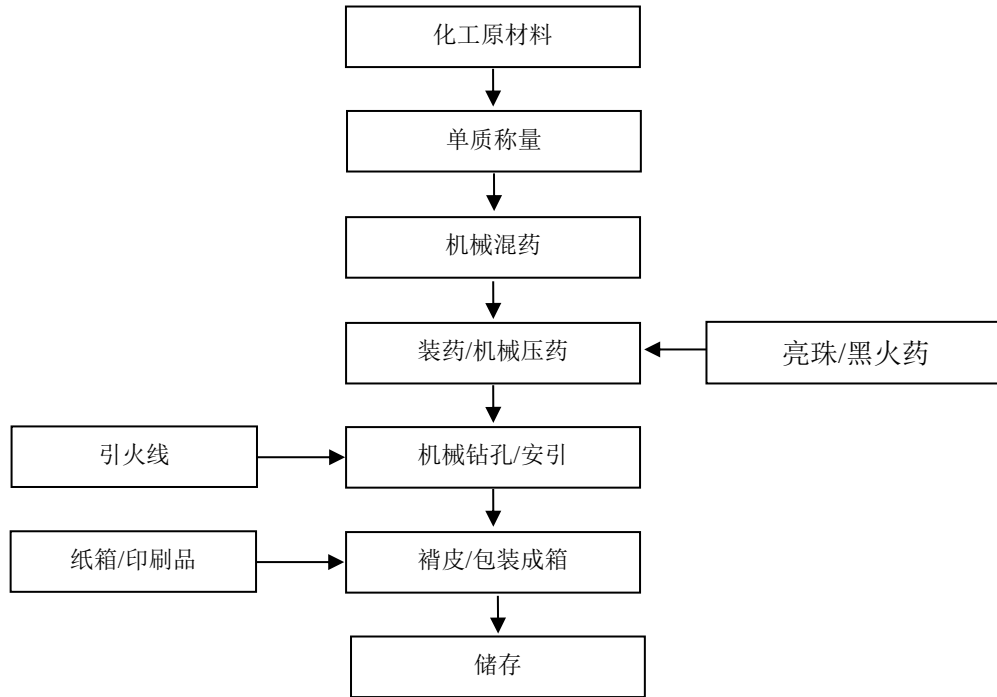 化工原材料
单质称量
机械混药
装药/机械压药
亮珠/黑火药
引火线
机械钻孔/安引
纸箱/印刷品
褙皮/包装成箱
储存